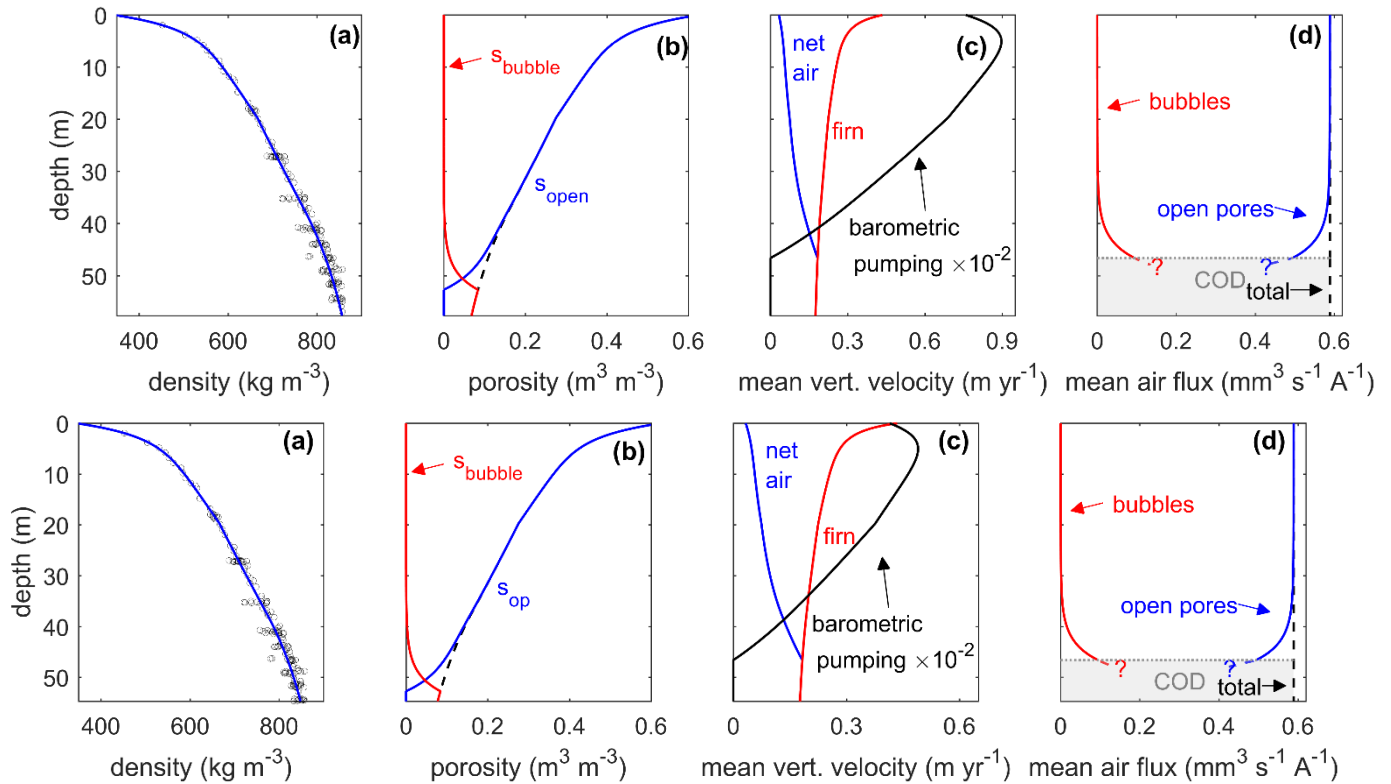 (a)
0
10
20
30
40
50
depth (m)
400 600 800
density (kg m⁻³)
(b)
s_bubble
s_open
0 0.2 0.4 0.6
porosity (m³ m⁻³)
(c)
net
air
firn
barometric
pumping ×10⁻²
0 0.3 0.6 0.9
mean vert. velocity (m yr⁻¹)
(d)
bubbles
open pores
?
?
COD
total
0 0.2 0.4 0.6
mean air flux (mm³ s⁻¹ A⁻¹)
(a)
0
10
20
30
40
50
depth (m)
400 600 800
density (kg m⁻³)
(b)
s_bubble
s_op
0 0.2 0.4 0.6
porosity (m³ m⁻³)
(c)
net
air
firn
barometric
pumping ×10⁻²
0 0.3 0.6
mean vert. velocity (m yr⁻¹)
(d)
bubbles
open pores
?
?
COD
total
0 0.2 0.4 0.6
mean air flux (mm³ s⁻¹ A⁻¹)